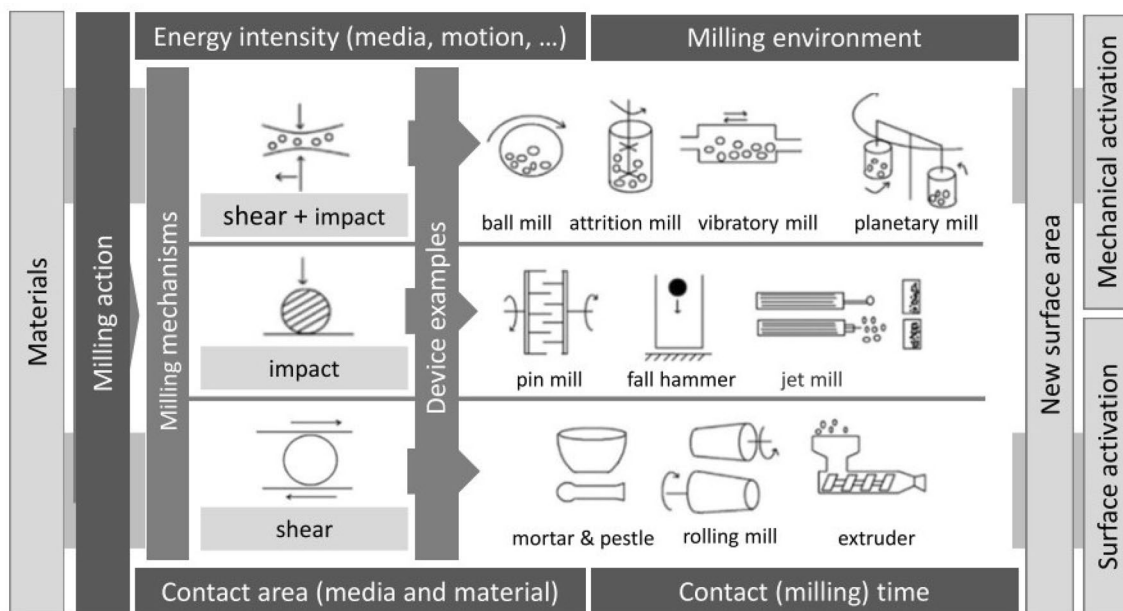 Energy intensity (media, motion, …)
Milling environment
Materials
Milling action
Milling mechanisms
shear + impact
Device examples
ball mill
attrition mill
vibratory mill
planetary mill
impact
pin mill
fall hammer
jet mill
shear
mortar & pestle
rolling mill
extruder
New surface area
Mechanical activation
Surface activation
Contact area (media and material)
Contact (milling) time